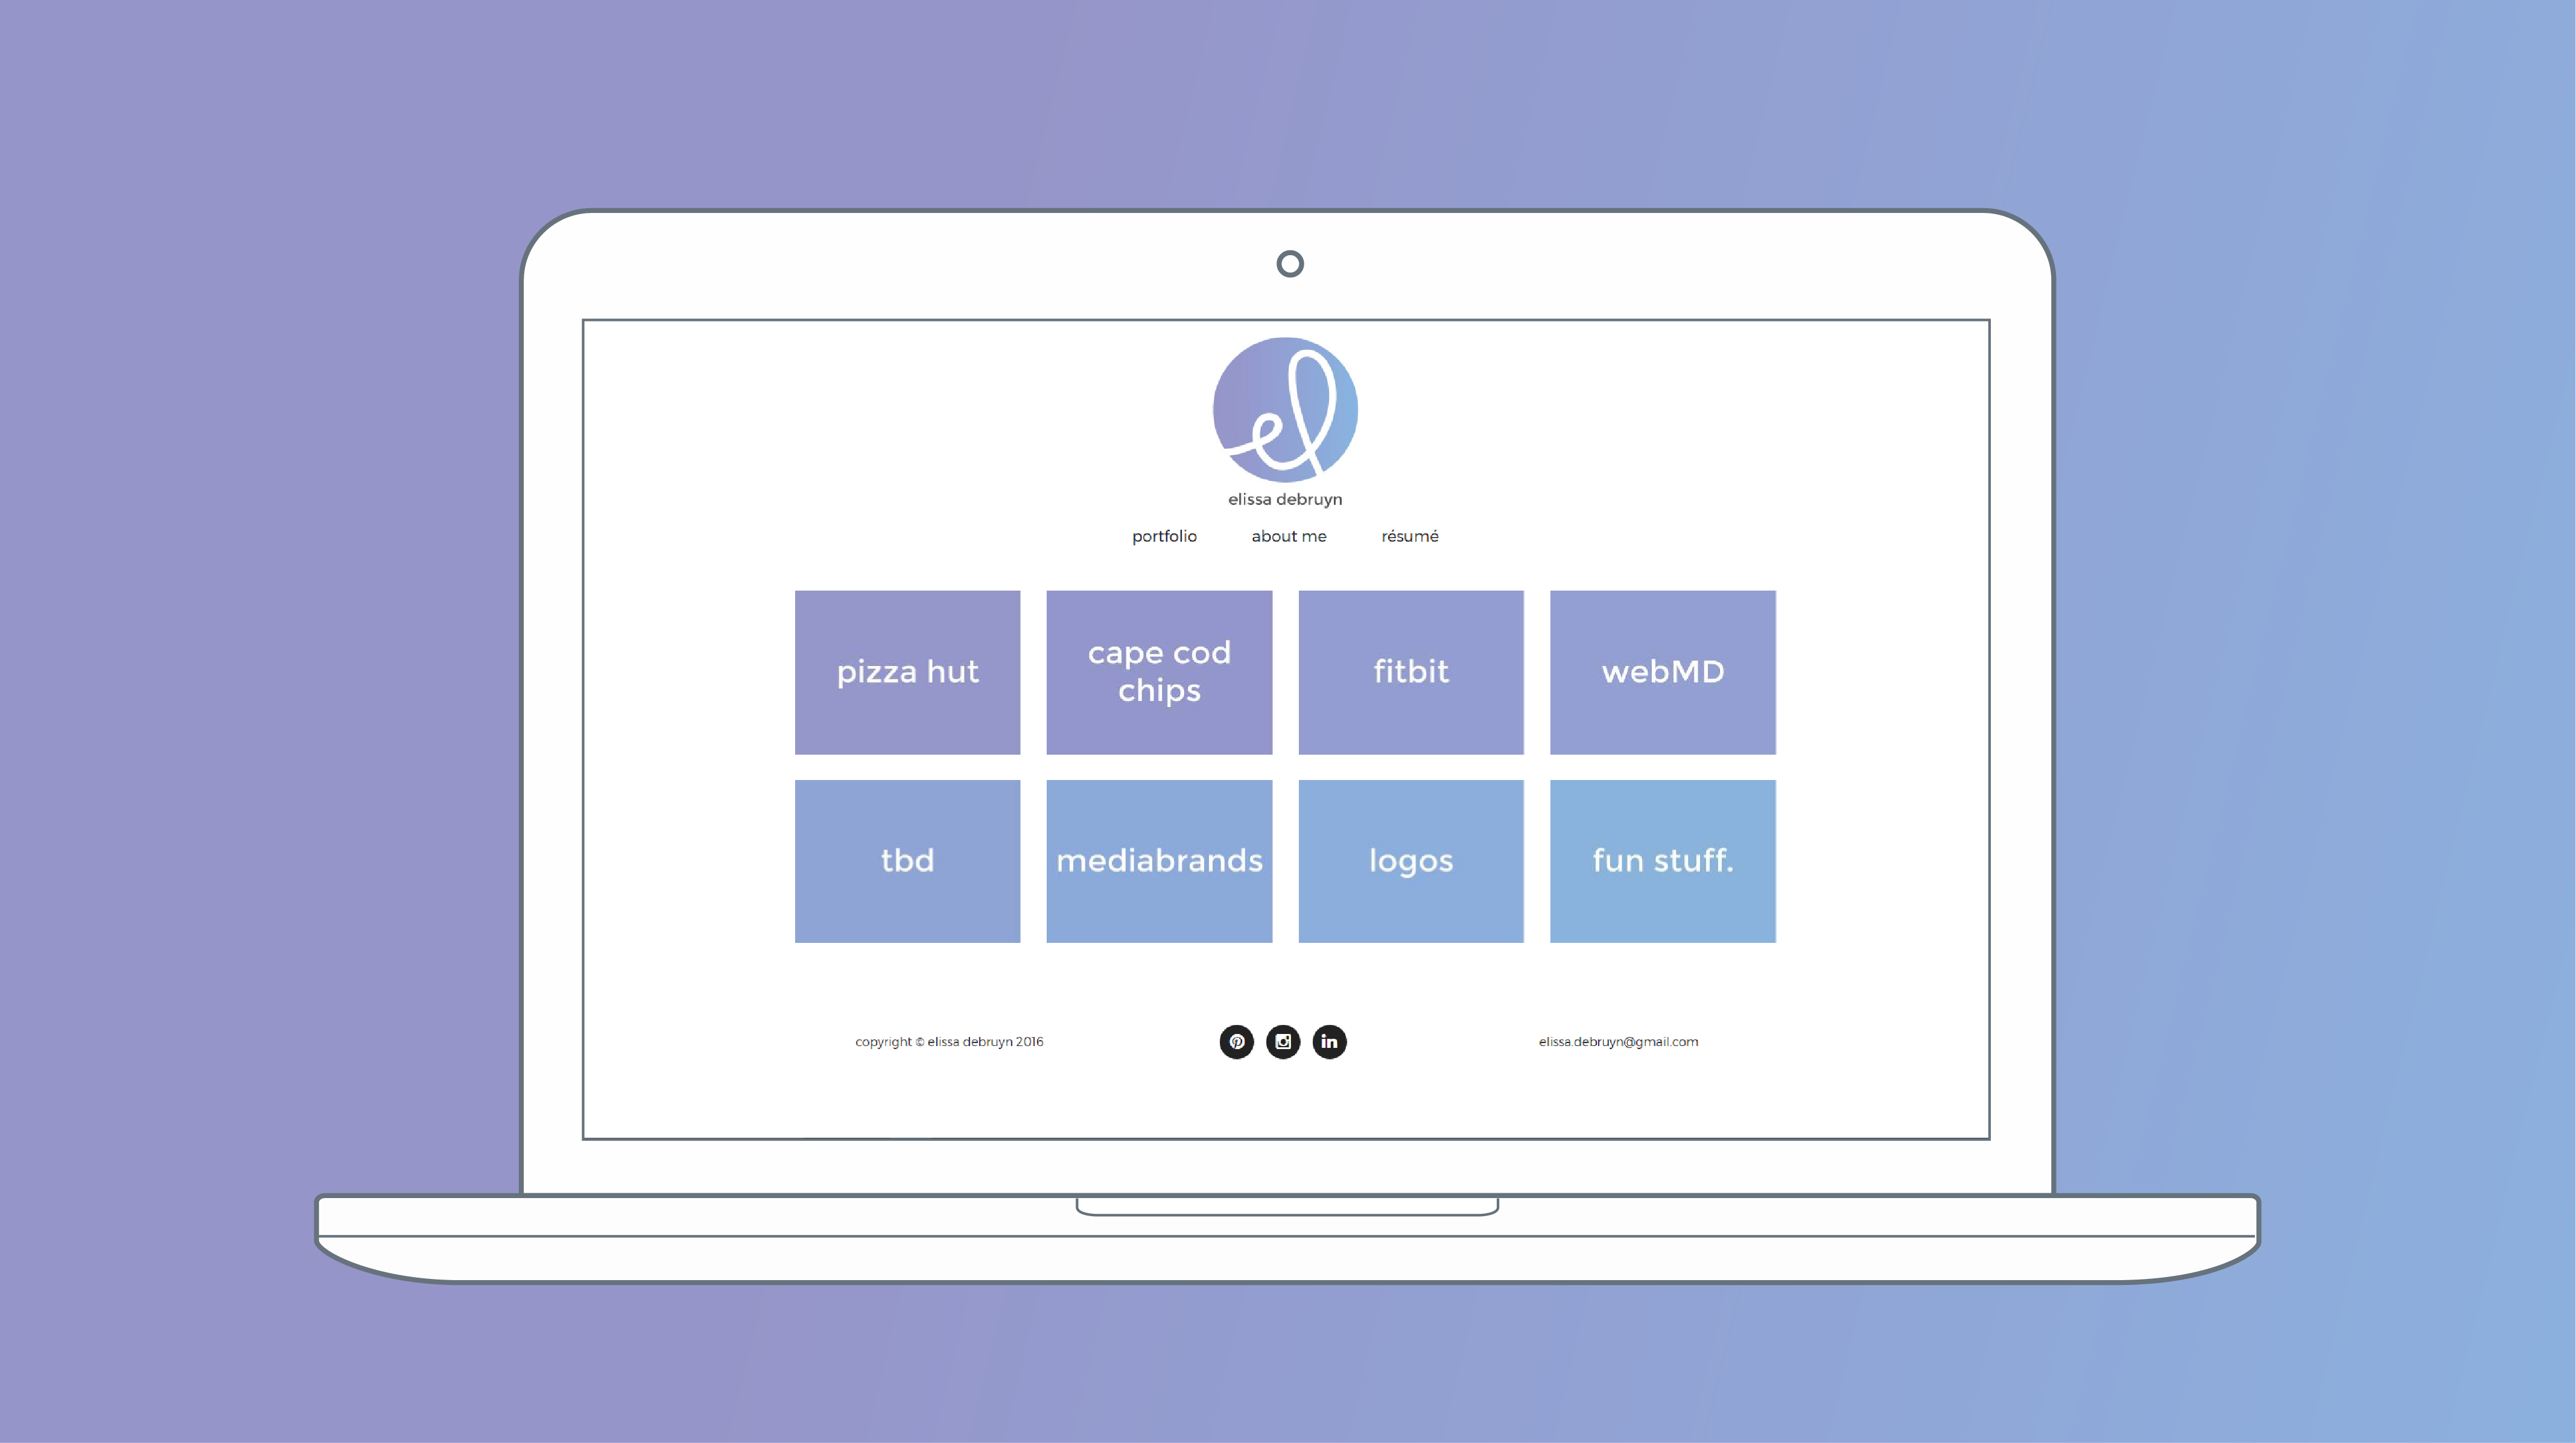 el
elissa debruyn
portfolio about me résumé
pizza hut
cape cod
chips
fitbit
webMD
tbd
mediabrands
logos
fun stuff.
copyright © elissa debruyn 2016
in
elissa.debruyn@gmail.com